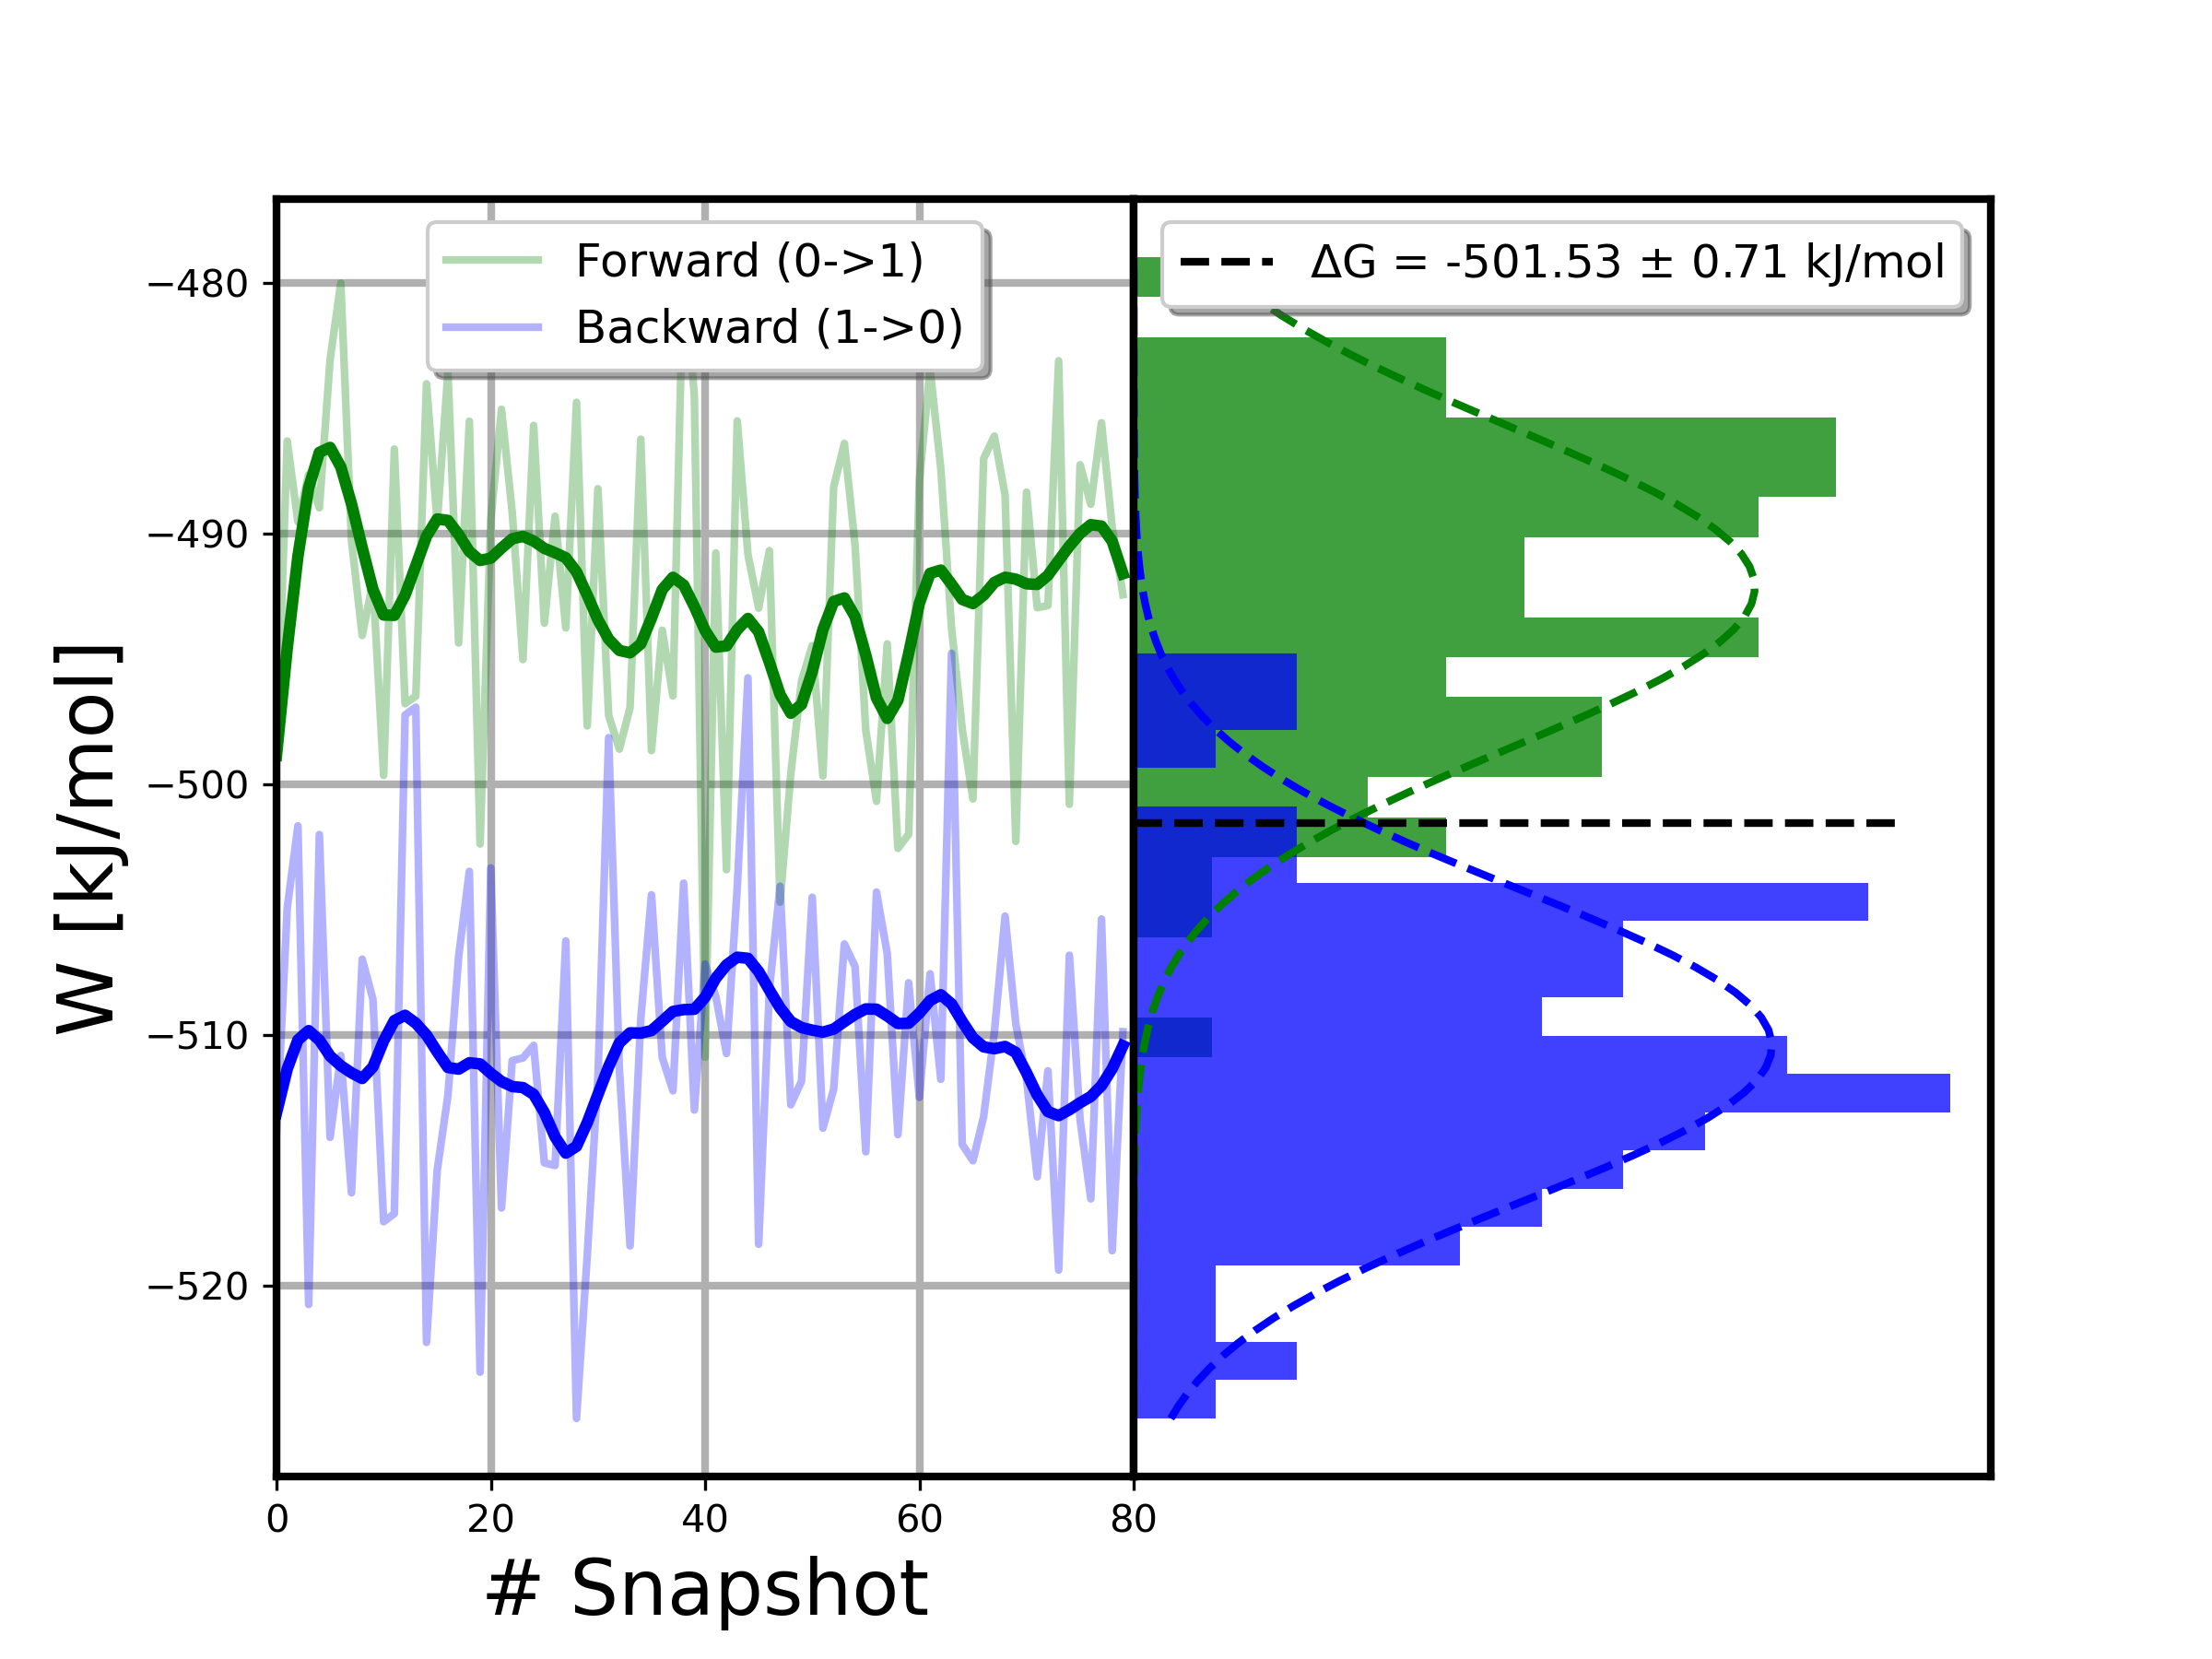 Forward (0->1)
Backward (1->0)
ΔG = -501.53 ± 0.71 kJ/mol
W [kJ/mol]
−480
−490
−500
−510
−520
0 20 40 60 80
# Snapshot